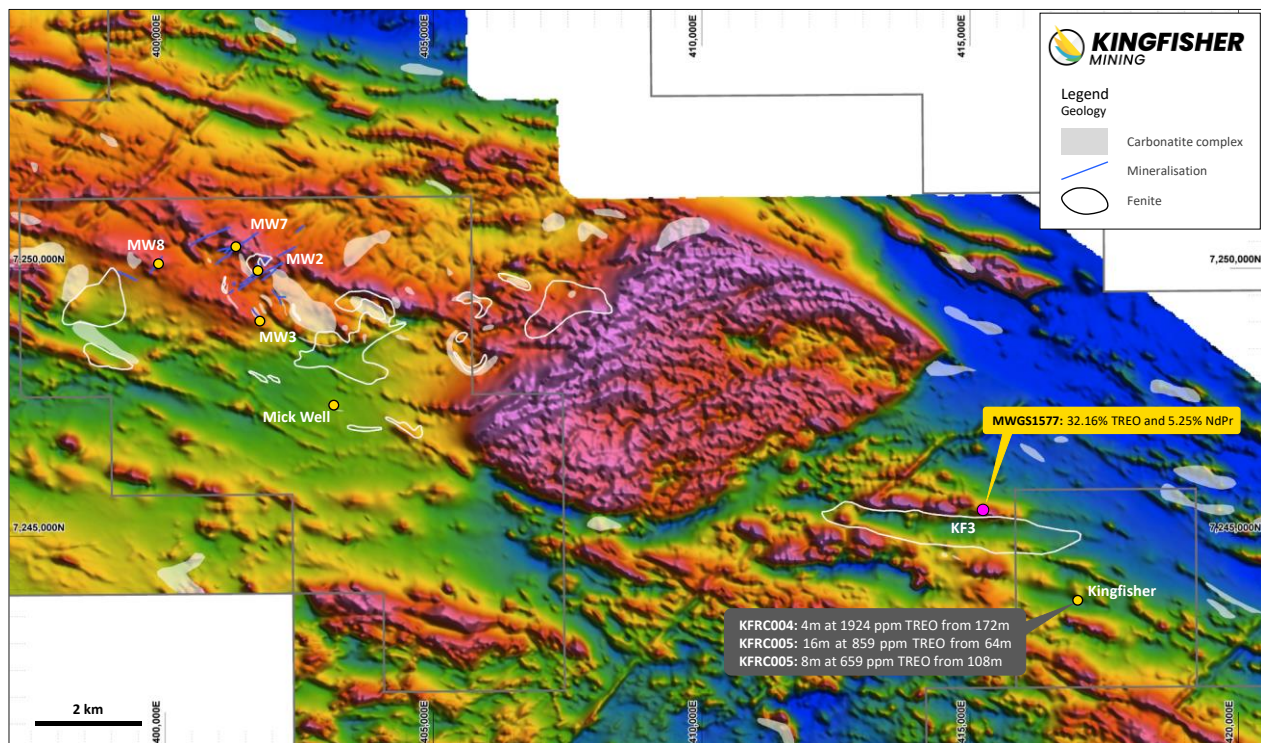 400,000E
405,000E
410,000E
415,000E
KINGFISHER
MINING
Legend
Geology
Carbonatite complex
Mineralisation
Fenite
MW7
MW8
MW2
7,250,000N
7,250,000N
MW3
Mick Well
MWGS1577: 32.16% TREO and 5.25% NdPr
7,245,000N
KF3
7,245,000N
Kingfisher
KFRC004: 4m at 1924 ppm TREO from 172m
KFRC005: 16m at 859 ppm TREO from 64m
KFRC005: 8m at 659 ppm TREO from 108m
2 km
400,000E
405,000E
410,000E
415,000E
420,000E